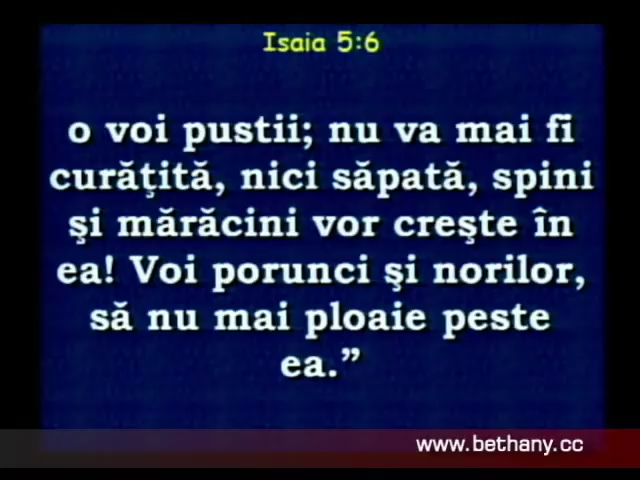 Isaia 5:6
o voi pustii; nu va mai fi
curăţită, nici săpată, spini
şi mărăcini vor creşte în
ea! Voi porunci şi norilor,
să nu mai ploaie peste
ea.”
www.bethany.cc